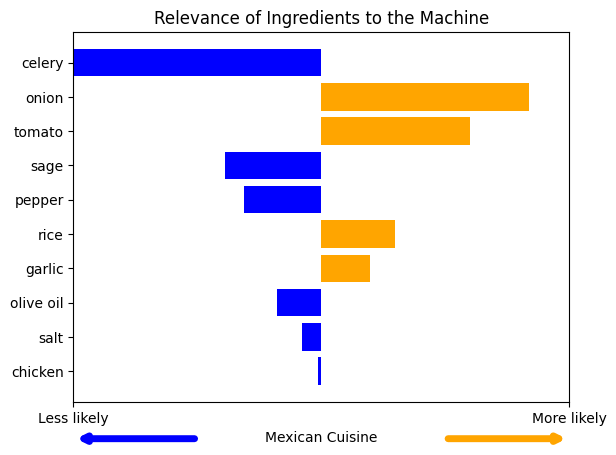 Relevance of Ingredients to the Machine
celery
onion
tomato
sage
pepper
rice
garlic
olive oil
salt
chicken
Less likely
More likely
Mexican Cuisine